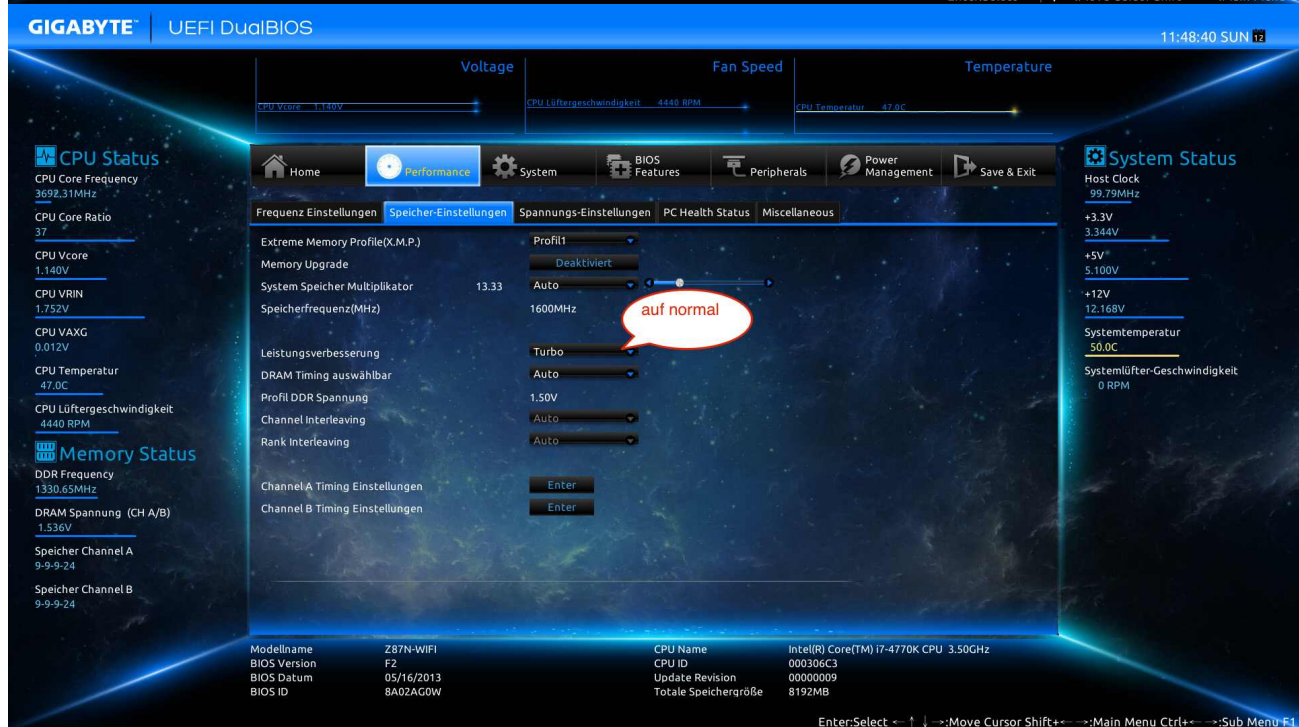 GIGABYTE™ UEFI DualBIOS
11:48:40 SUN 12
Voltage
Fan Speed
Temperature
CPU Vcore 1.140V
CPU Lüftergeschwindigkeit 4440 RPM
CPU Temperatur 47.0C
CPU Status
CPU Core Frequency
3692.31MHz
CPU Core Ratio
37
CPU Vcore
1.140V
CPU VRIN
1.752V
CPU VAXG
0.012V
CPU Temperatur
47.0C
CPU Lüftergeschwindigkeit
4440 RPM
Memory Status
DDR Frequency
1330.65MHz
DRAM Spannung (CH A/B)
1.536V
Speicher Channel A
9-9-9-24
Speicher Channel B
9-9-9-24
Home
Performance
System
BIOS
Features
Peripherals
Power
Management
Save & Exit
Frequenz Einstellungen
Speicher-Einstellungen
Spannungs-Einstellungen
PC Health Status
Miscellaneous
Extreme Memory Profile(X.M.P.) Profil1
Memory Upgrade Deaktiviert
System Speicher Multiplikator 13.33 Auto
Speicherfrequenz(MHz) 1600MHz
auf normal
Leistungsverbesserung Turbo
DRAM Timing auswählbar Auto
Profil DDR Spannung 1.50V
Channel Interleaving Auto
Rank Interleaving Auto
Channel A Timing Einstellungen Enter
Channel B Timing Einstellungen Enter
System Status
Host Clock
99.79MHz
+3.3V
3.344V
+5V
5.100V
+12V
12.168V
Systemtemperatur
50.0C
Systemlüfter-Geschwindigkeit
0 RPM
Modellname Z87N-WIFI
BIOS Version F2
BIOS Datum 05/16/2013
BIOS ID 8A02AG0W
CPU Name Intel(R) Core(TM) i7-4770K CPU 3.50GHz
CPU ID 000306C3
Update Revision 00000009
Totale Speichergröße 8192MB
Enter:Select ←↑↓→:Move Cursor Shift+← →:Main Menu Ctrl+← →:Sub Menu F1